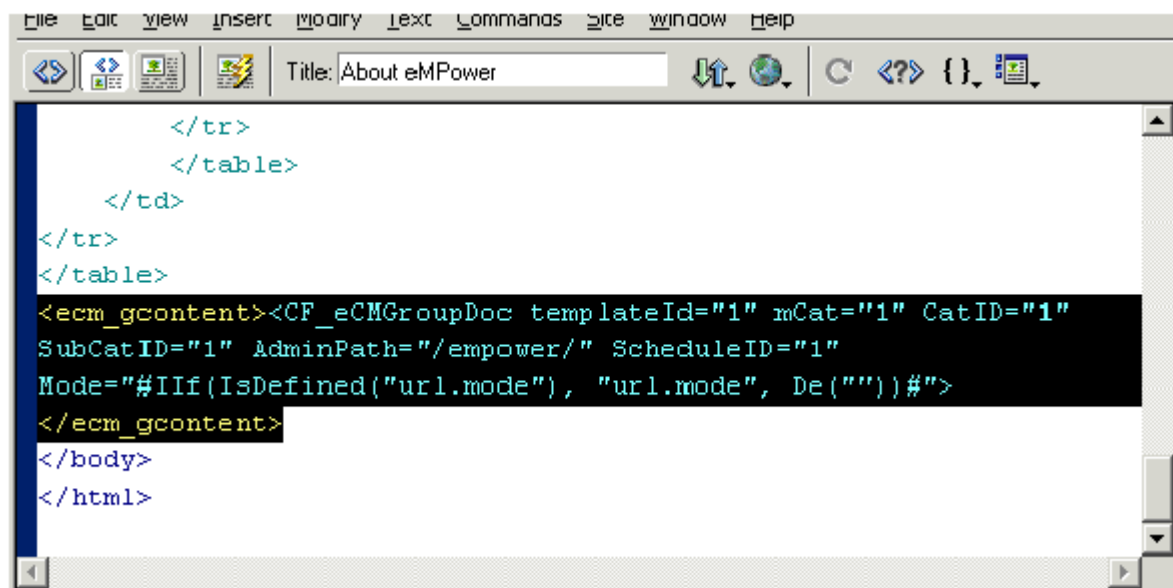 File Edit View Insert Modify Text Commands Site Window Help
Title: About eMPower
</tr>
</table>
</td>
</tr>
</table>
<ecm_gcontent><CF_eCMGroupDoc templateId="1" mCat="1" CatID="1"
SubCatID="1" AdminPath="/empower/" ScheduleID="1"
Mode="#IIf(IsDefined("url.mode"), "url.mode", De(""))#">
</ecm_gcontent>
</body>
</html>